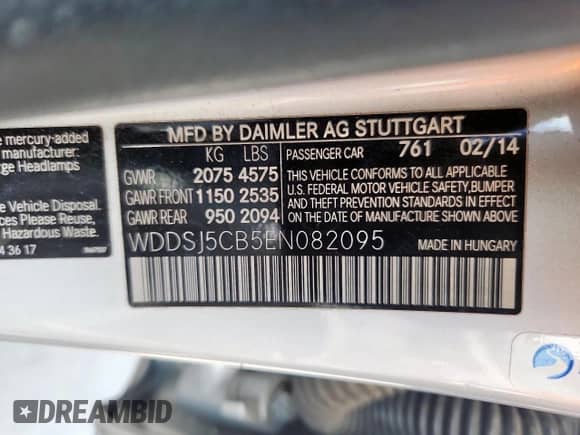 e mercury-added
manufacturer:
rge Headlamps
e Vehicle Disposal.
ces Please Reuse,
Hazardous Waste.
4 36 17
MFD BY DAIMLER AG STUTTGART
KG LBS
GVWR 2075 4575
GAWR FRONT 1150 2535
GAWR REAR 950 2094
PASSENGER CAR 761 02/14
THIS VEHICLE CONFORMS TO ALL APPLICABLE
U.S. FEDERAL MOTOR VEHICLE SAFETY, BUMPER
AND THEFT PREVENTION STANDARDS IN EFFECT
ON THE DATE OF MANUFACTURE SHOWN ABOVE.
WDDSJ5CB5EN082095 MADE IN HUNGARY
DREAMBID